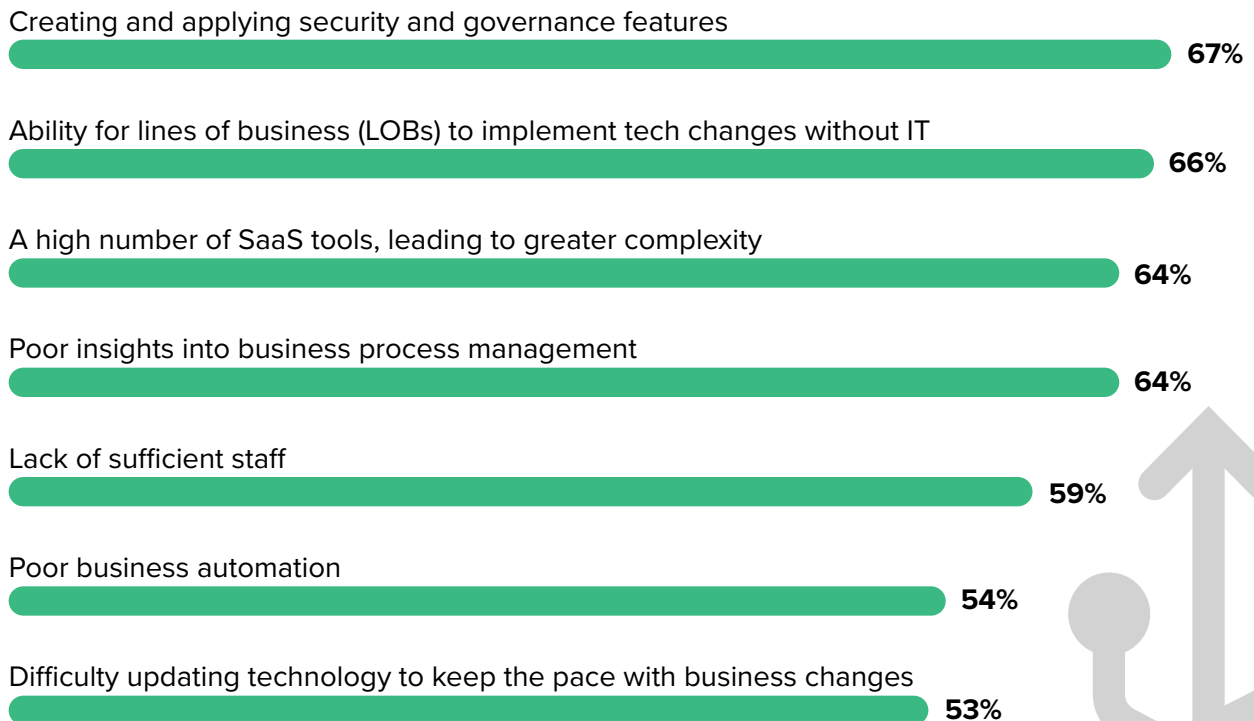 Creating and applying security and governance features
67%
Ability for lines of business (LOBs) to implement tech changes without IT
66%
A high number of SaaS tools, leading to greater complexity
64%
Poor insights into business process management
64%
Lack of sufficient staff
59%
Poor business automation
54%
Difficulty updating technology to keep the pace with business changes
53%